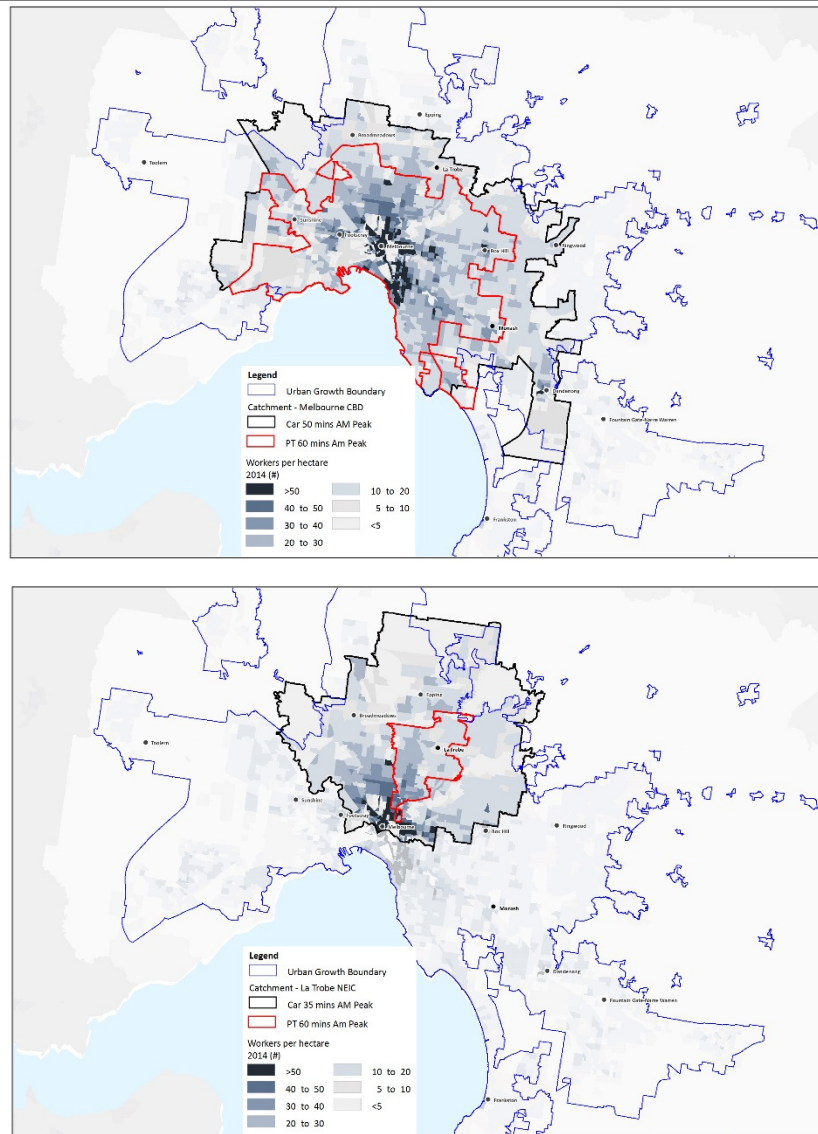 Epping
Broadmeadows
Toolern
La Trobe
Sunshine
Footscray
Melbourne
Box Hill
Ringwood
Monash
Dandenong
Fountain Gate-Narre Warren
Frankston
Legend
Urban Growth Boundary
Catchment - Melbourne CBD
Car 50 mins AM Peak
PT 60 mins Am Peak
Workers per hectare
2014 (#)
>50 10 to 20
40 to 50 5 to 10
30 to 40 <5
20 to 30
Epping
Broadmeadows
Toolern
La Trobe
Sunshine
Footscray
Melbourne
Box Hill
Ringwood
Monash
Dandenong
Fountain Gate-Narre Warren
Frankston
Legend
Urban Growth Boundary
Catchment - La Trobe NEIC
Car 35 mins AM Peak
PT 60 mins Am Peak
Workers per hectare
2014 (#)
>50 10 to 20
40 to 50 5 to 10
30 to 40 <5
20 to 30